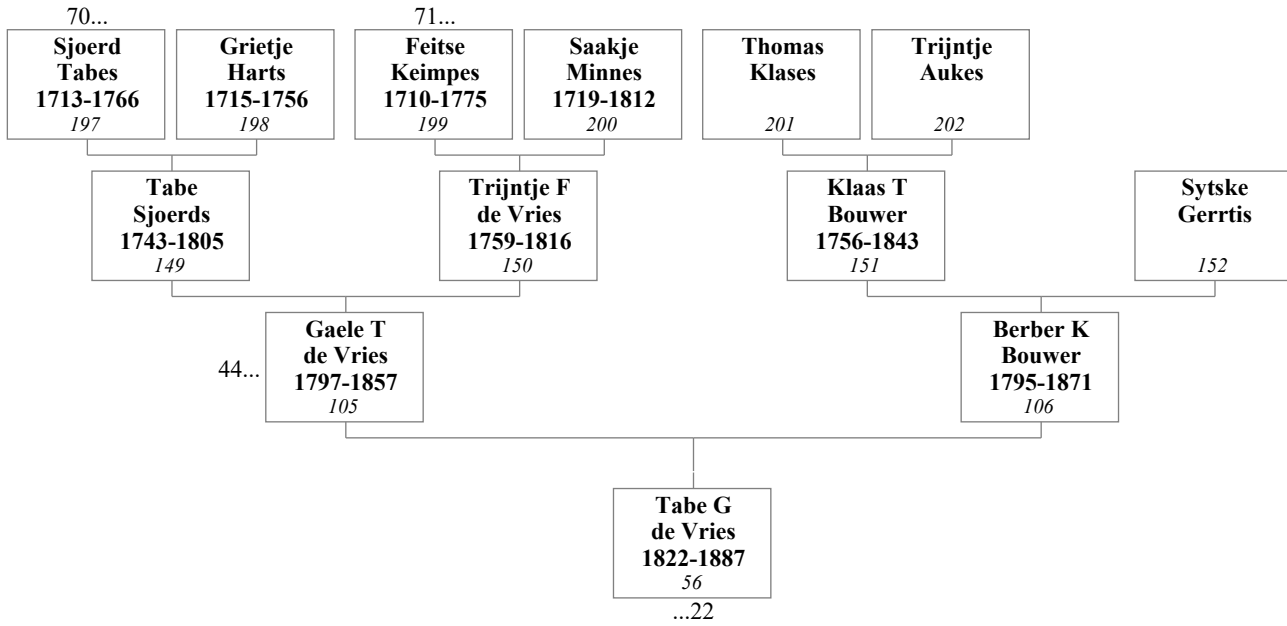 70...
71...
Sjoerd
Tabes
1713-1766
197
Grietje
Harts
1715-1756
198
Feitse
Keimpes
1710-1775
199
Saakje
Minnes
1719-1812
200
Thomas
Klases
201
Trijntje
Aukes
202
Tabe
Sjoerds
1743-1805
149
Trijntje F
de Vries
1759-1816
150
Klaas T
Bouwer
1756-1843
151
Sytske
Gerrtis
152
44...
Gaele T
de Vries
1797-1857
105
Berber K
Bouwer
1795-1871
106
Tabe G
de Vries
1822-1887
56
...22